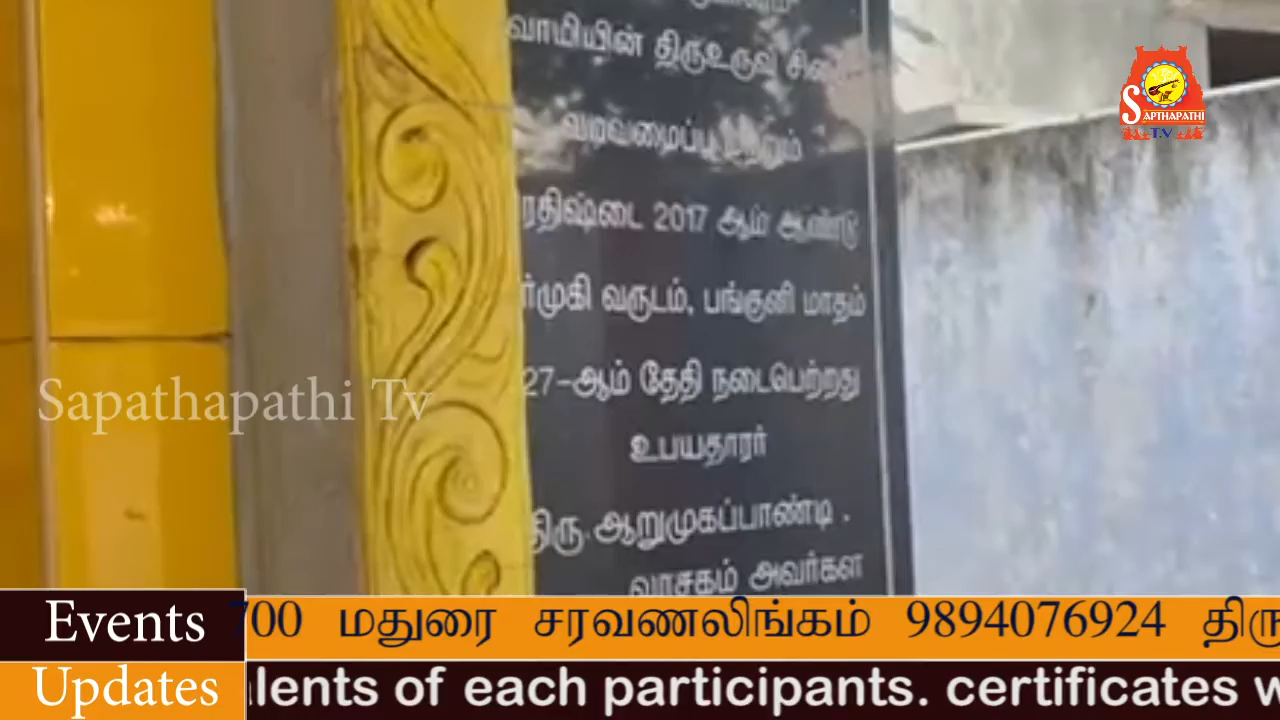 வாமியின் திருஉருவ
ரதிஷ்டை 2017 ஆம் ஆண்டு
ர்முகி வருடம், பங்குனி மாதம்
27-ஆம் தேதி நடைபெற்றது
உபயதாரர்
திரு. ஆறுமுகப்பாண்டி .
வாசகம் அவர்கள
SAPTHAPATHI
T.V
Sapathapathi Tv
Events
700 மதுரை சரவணலிங்கம் 9894076924 திரு
Updates
lents of each participants. certificates w